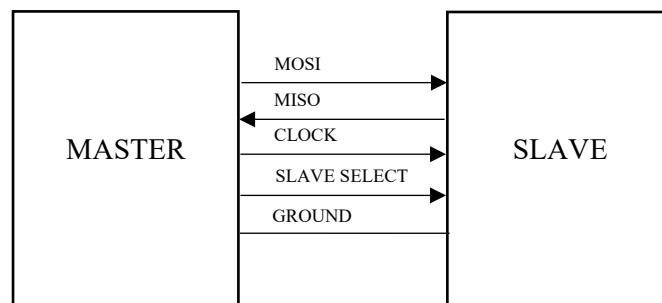 MOSI
MISO
MASTER
CLOCK
SLAVE
SLAVE SELECT
GROUND